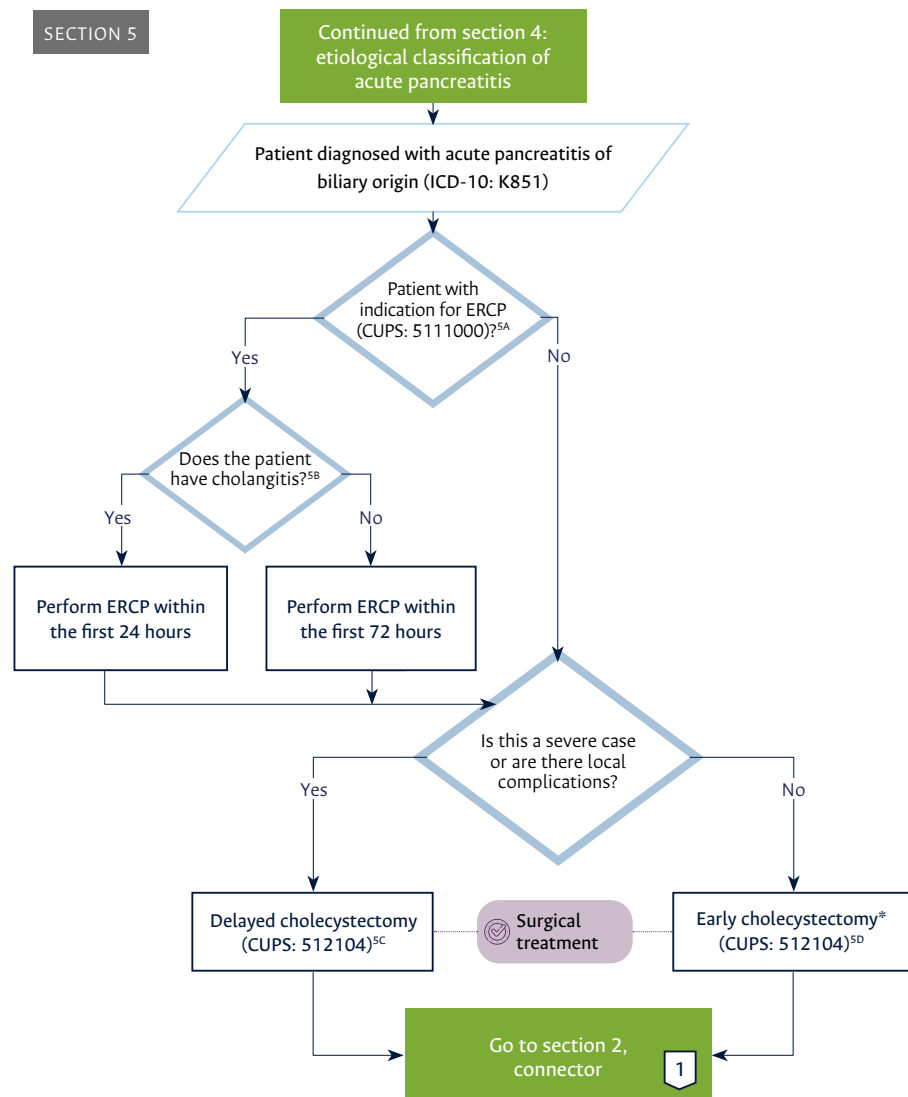 SECTION 5
Continued from section 4:
etiological classification of
acute pancreatitis
Patient diagnosed with acute pancreatitis of
biliary origin (ICD-10: K851)
Patient with
indication for ERCP
(CUPS: 5111000)?5A
Yes
No
Does the patient
have cholangitis?5B
Yes
No
Perform ERCP within
the first 24 hours
Perform ERCP within
the first 72 hours
Is this a severe case
or are there local
complications?
Yes
No
Delayed cholecystectomy
(CUPS: 512104)5C
Surgical
treatment
Early cholecystectomy*
(CUPS: 512104)5D
Go to section 2,
connector
1